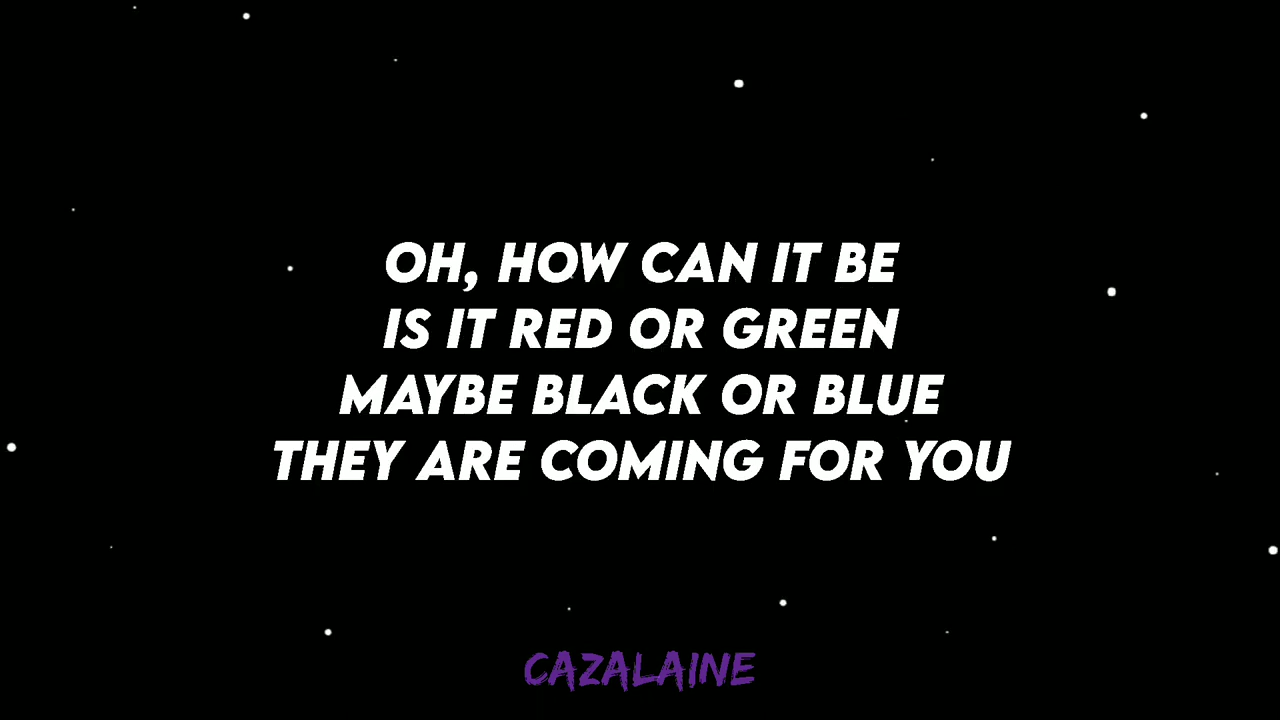 OH, HOW CAN IT BE
IS IT RED OR GREEN
MAYBE BLACK OR BLUE
THEY ARE COMING FOR YOU
CAZALAINE